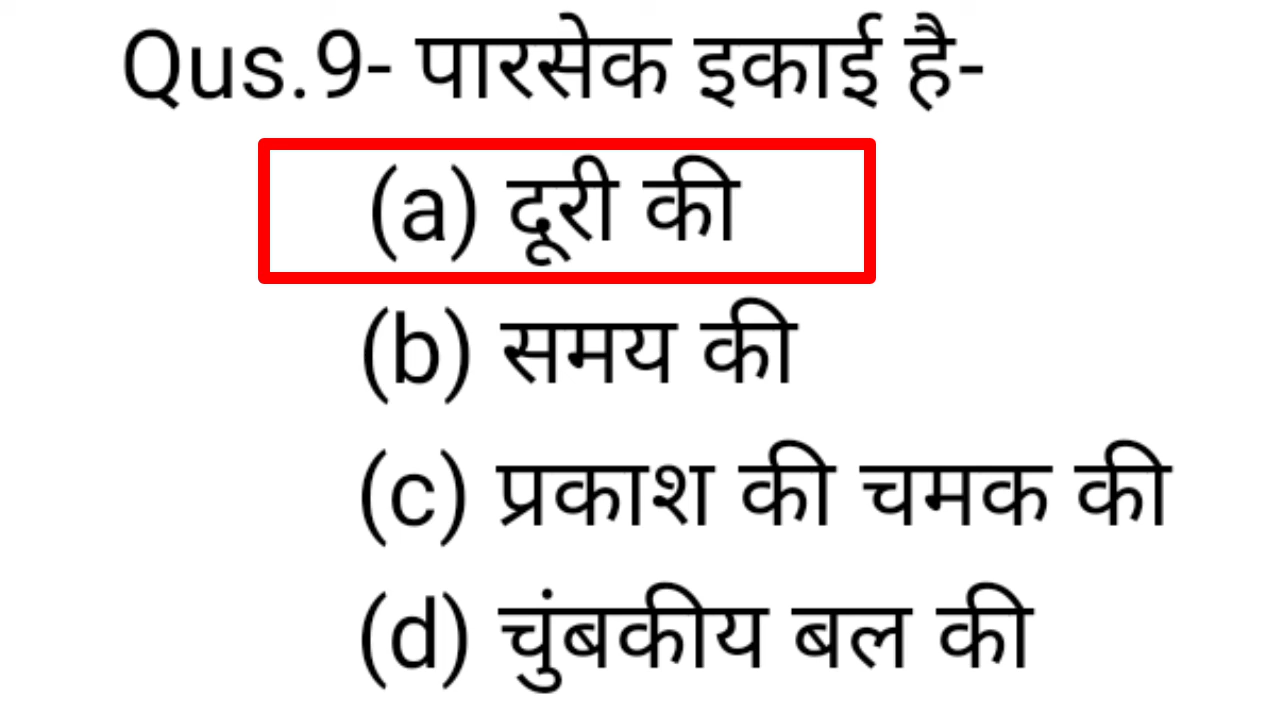 Qus.9- पारसेक इकाई है-
(a) दूरी की
(b) समय की
(c) प्रकाश की चमक की
(d) चुंबकीय बल की